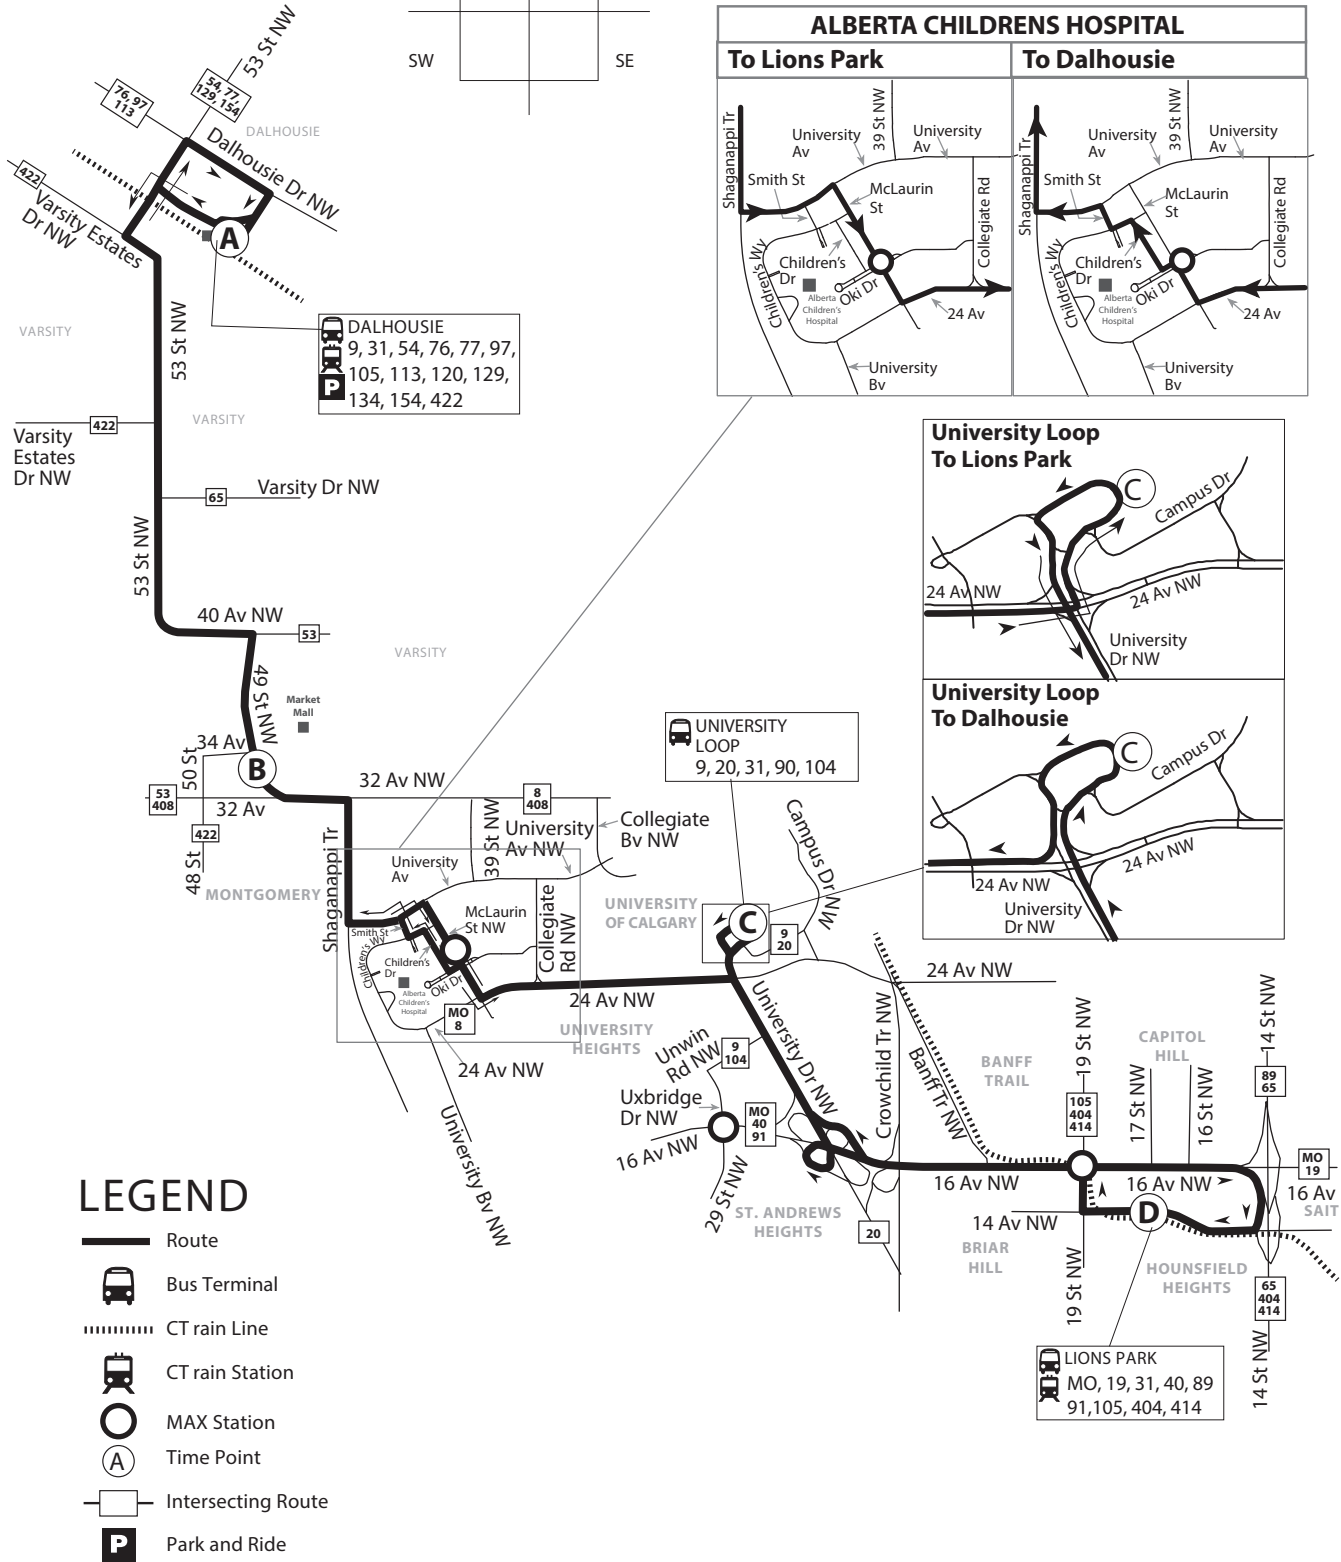 SW
SE
53 St NW
54, 77,
129, 154
76, 97
113
DALHOUSIE
Dalhousie Dr NW
422
Varsity Estates
Dr NW
A
VARSITY
53 St NW
DALHOUSIE
9, 31, 54, 76, 77, 97,
105, 113, 120, 129,
134, 154, 422
P
VARSITY
422
Varsity
Estates
Dr NW
65
Varsity Dr NW
53 St NW
40 Av NW
53
VARSITY
49 St NW
Market
Mall
34 Av
50 St
B
53
408
32 Av
32 Av NW
8
408
422
48 St
MONTGOMERY
Shaganappi Tr
39 St NW
University
Av NW
Collegiate
Bv NW
University
Av
McLaurin
St NW
Smith St
Children's Wy
Children's
Dr
Alberta
Children's
Hospital
Oki Dr
Collegiate
Rd NW
MO
8
24 Av NW
24 Av NW
University Bv NW
UNIVERSITY
HEIGHTS
UNIVERSITY
OF CALGARY
UNIVERSITY
LOOP
9, 20, 31, 90, 104
C
9
20
Campus Dr NW
24 Av NW
University Dr NW
Unwin
Rd NW
9
104
Uxbridge
Dr NW
MO
40
91
16 Av NW
29 St NW
ST. ANDREWS
HEIGHTS
20
Crowchild Tr NW
Banff Tr NW
BANFF
TRAIL
16 Av NW
19 St NW
105
404
414
CAPITOL
HILL
17 St NW
16 St NW
14 St NW
89
65
MO
19
16 Av
SAIT
16 Av NW
14 Av NW
D
BRIAR
HILL
19 St NW
HOUNSFIELD
HEIGHTS
65
404
414
14 St NW
LIONS PARK
MO, 19, 31, 40, 89
91,105, 404, 414
ALBERTA CHILDRENS HOSPITAL
To Lions Park
Shaganappi Tr
University
Av
39 St NW
University
Av
Smith St
McLaurin
St
Collegiate Rd
Children's Wy
Children's
Dr
Alberta
Children's
Hospital
Oki Dr
24 Av
University
Bv
To Dalhousie
Shaganappi Tr
University
Av
39 St NW
University
Av
Smith St
McLaurin
St
Collegiate Rd
Children's Wy
Children's
Dr
Alberta
Children's
Hospital
Oki Dr
24 Av
University
Bv
University Loop
To Lions Park
C
Campus Dr
24 Av NW
24 Av NW
University
Dr NW
University Loop
To Dalhousie
C
Campus Dr
24 Av NW
24 Av NW
University
Dr NW
LEGEND
Route
Bus Terminal
CTrain Line
CTrain Station
MAX Station
A
Time Point
Intersecting Route
P
Park and Ride